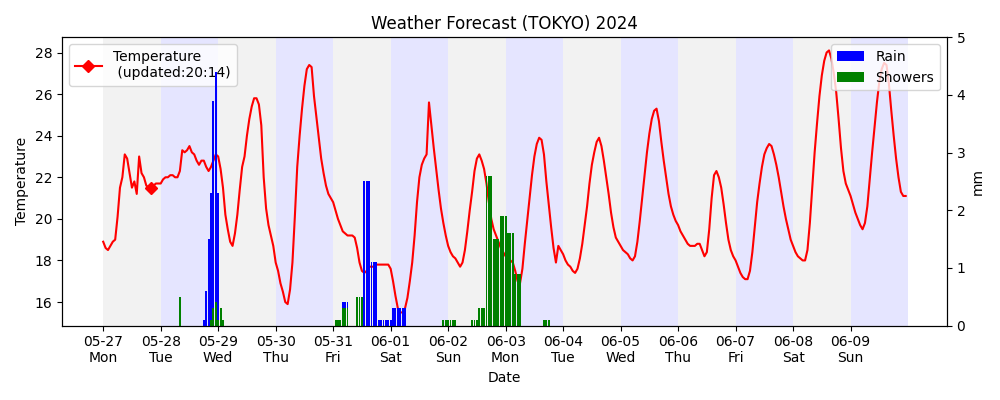 Weather Forecast (TOKYO) 2024
Temperature
(updated:20:14)
Rain
Showers
28
26
24
22
20
18
16
Temperature
5
4
3
2
1
0
mm
05-27 05-28 05-29 05-30 05-31 06-01 06-02 06-03 06-04 06-05 06-06 06-07 06-08 06-09
Mon Tue Wed Thu Fri Sat Sun Mon Tue Wed Thu Fri Sat Sun
Date